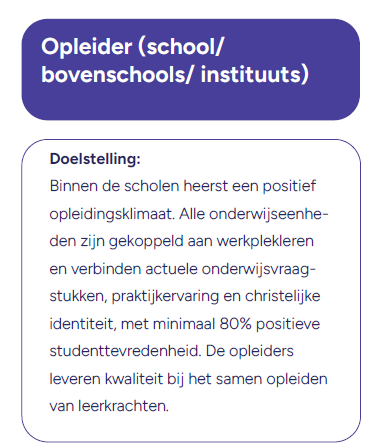 Opleider (school/
bovenschools/ instituuts)
Doelstelling:
Binnen de scholen heerst een positief
opleidingsklimaat. Alle onderwijseenhe-
den zijn gekoppeld aan werkplekleren
en verbinden actuele onderwijsvraag-
stukken, praktijkervaring en christelijke
identiteit, met minimaal 80% positieve
studenttevredenheid. De opleiders
leveren kwaliteit bij het samen opleiden
van leerkrachten.